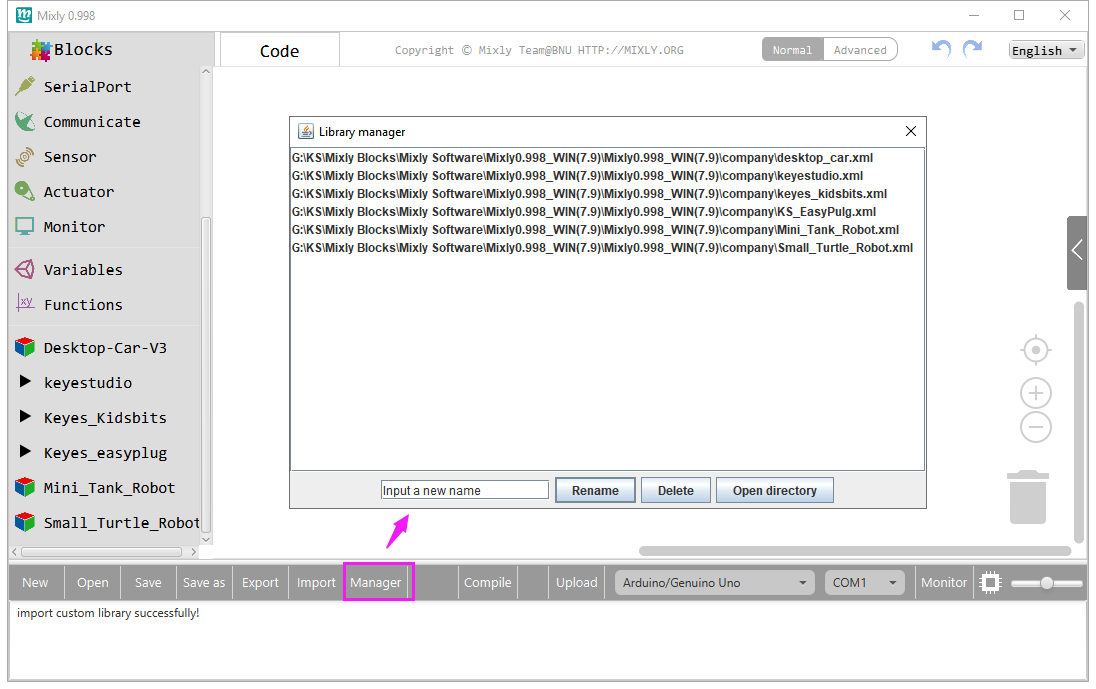 Mixly 0.998
Blocks
Code
Copyright © Mixly Team@BNU HTTP://MIXLY.ORG
Normal
Advanced
English
SerialPort
Communicate
Sensor
Actuator
Monitor
Variables
xy
Functions
Desktop-Car-V3
keyestudio
Keyes_Kidsbits
Keyes_easyplug
Mini_Tank_Robot
Small_Turtle_Robot
Library manager
G:\KS\Mixly Blocks\Mixly Software\Mixly0.998_WIN(7.9)\Mixly0.998_WIN(7.9)\company\desktop_car.xml
G:\KS\Mixly Blocks\Mixly Software\Mixly0.998_WIN(7.9)\Mixly0.998_WIN(7.9)\company\keyestudio.xml
G:\KS\Mixly Blocks\Mixly Software\Mixly0.998_WIN(7.9)\Mixly0.998_WIN(7.9)\company\keyes_kidsbits.xml
G:\KS\Mixly Blocks\Mixly Software\Mixly0.998_WIN(7.9)\Mixly0.998_WIN(7.9)\company\KS_EasyPulg.xml
G:\KS\Mixly Blocks\Mixly Software\Mixly0.998_WIN(7.9)\Mixly0.998_WIN(7.9)\company\Mini_Tank_Robot.xml
G:\KS\Mixly Blocks\Mixly Software\Mixly0.998_WIN(7.9)\Mixly0.998_WIN(7.9)\company\Small_Turtle_Robot.xml
Input a new name
Rename
Delete
Open directory
New
Open
Save
Save as
Export
Import
Manager
Compile
Upload
Arduino/Genuino Uno
COM1
Monitor
import custom library successfully!